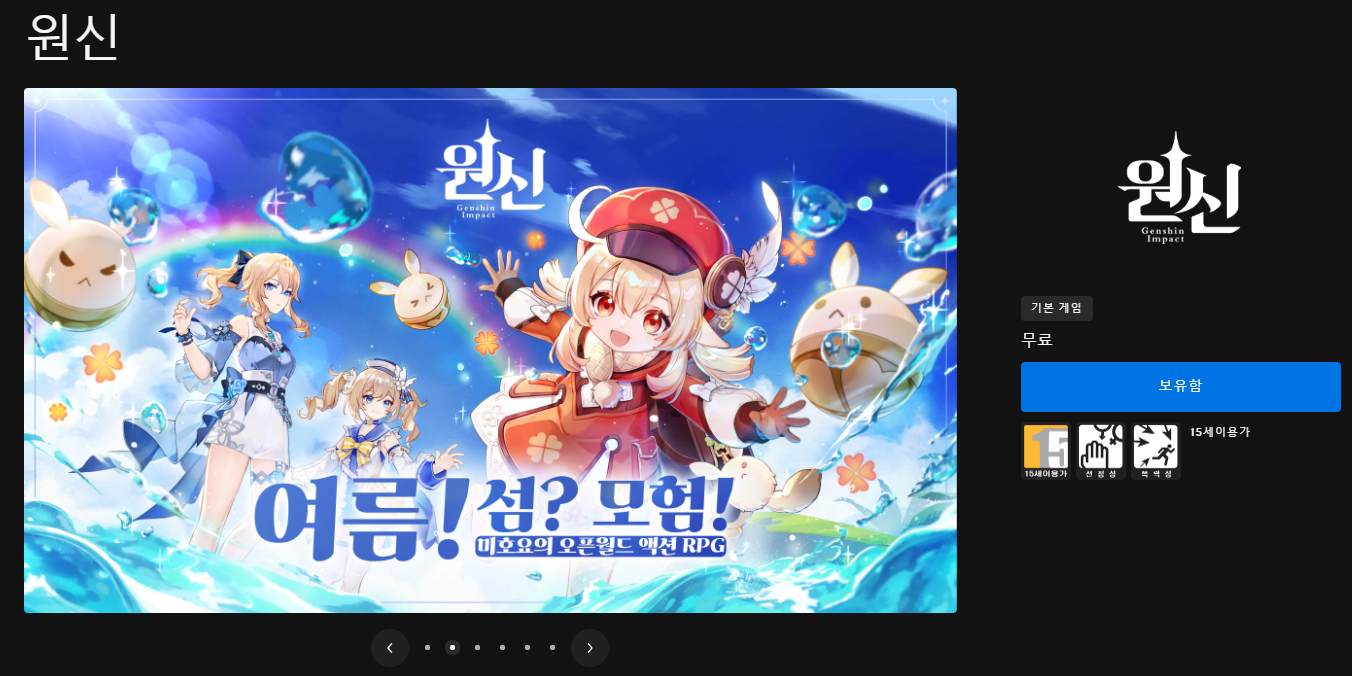 원신
원신
Genshin
Impact
여름! 섬? 모험!
미호요의 오픈월드 액션 RPG
원신
Genshin
Impact
기본 게임
무료
보유함
15
15세이용가
선정성
폭력성
15세이용가